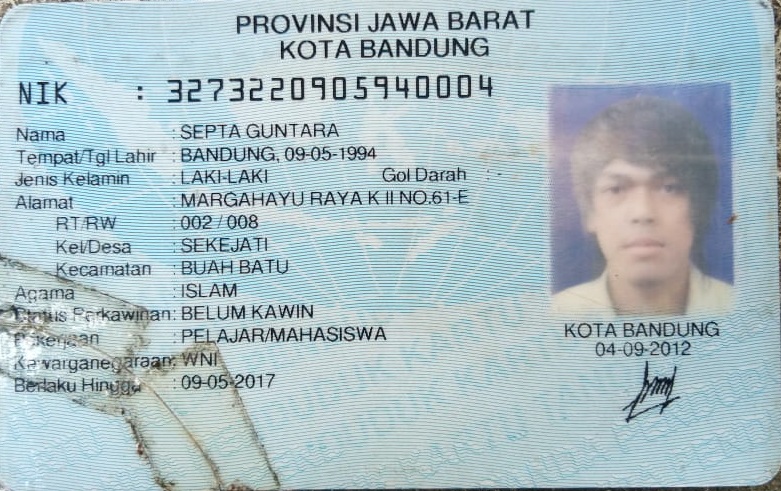 PROVINSI JAWA BARAT
KOTA BANDUNG
NIK : 3273220905940004
Nama : SEPTA GUNTARA
Tempat/Tgl Lahir : BANDUNG, 09-05-1994
Jenis Kelamin : LAKI-LAKI Gol Darah : -
Alamat : MARGAHAYU RAYA K II NO.61-E
RT/RW : 002 / 008
Kel/Desa : SEKEJATI
Kecamatan : BUAH BATU
Agama : ISLAM
Status Perkawinan : BELUM KAWIN
Pekerjaan : PELAJAR/MAHASISWA
Kewarganegaraan: WNI
Berlaku Hingga : 09-05-2017
KOTA BANDUNG
04-09-2012